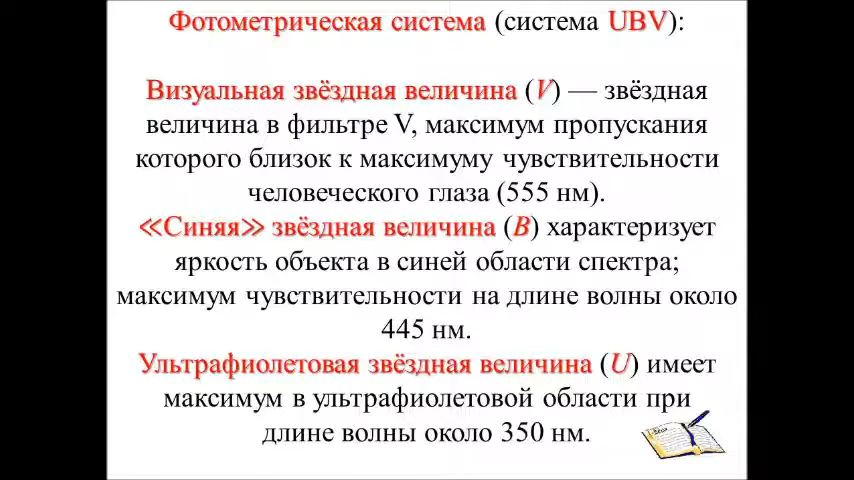 Фотометрическая система (система UBV):
Визуальная звёздная величина (V) — звёздная
величина в фильтре V, максимум пропускания
которого близок к максимуму чувствительности
человеческого глаза (555 нм).
≪Синяя≫ звёздная величина (B) характеризует
яркость объекта в синей области спектра;
максимум чувствительности на длине волны около
445 нм.
Ультрафиолетовая звёздная величина (U) имеет
максимум в ультрафиолетовой области при
длине волны около 350 нм.